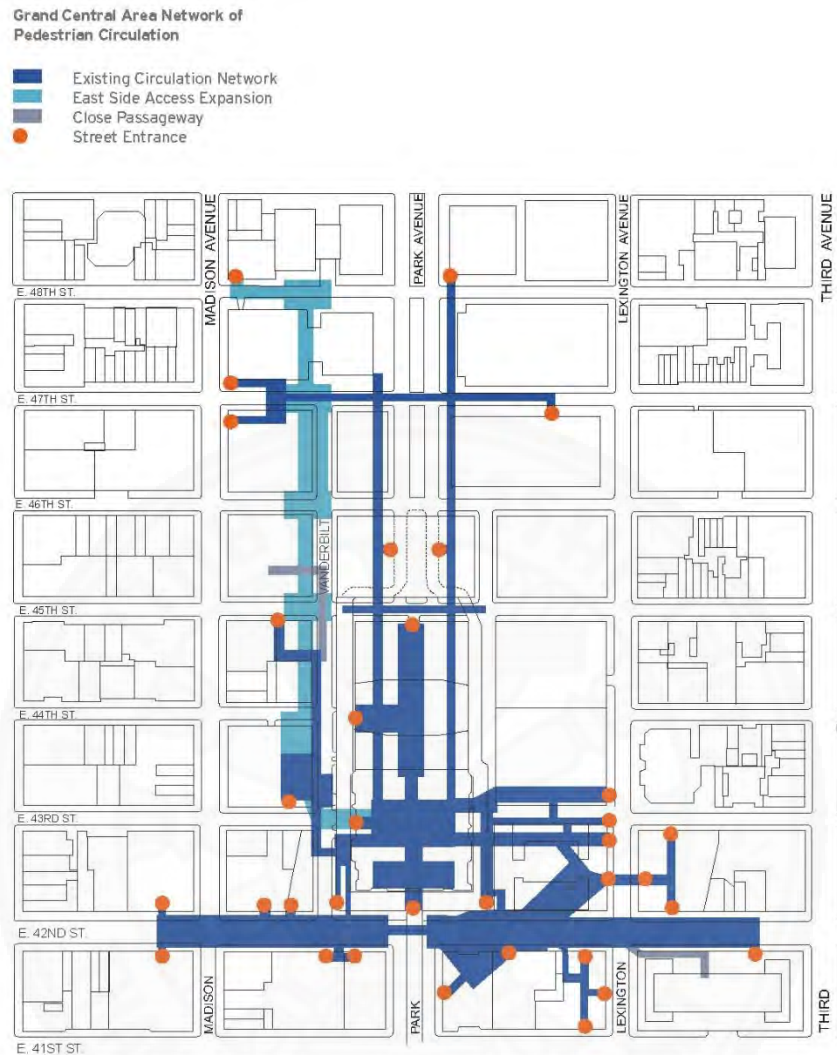 Grand Central Area Network of
Pedestrian Circulation
Existing Circulation Network
East Side Access Expansion
Close Passageway
Street Entrance
MADISON AVENUE
PARK AVENUE
LEXINGTON AVENUE
THIRD AVENUE
E. 48TH ST.
E. 47TH ST.
E. 46TH ST.
VANDERBILT
E. 45TH ST.
E. 44TH ST.
E. 43RD ST.
E. 42ND ST.
MADISON
PARK
LEXINGTON
THIRD
E. 41ST ST.